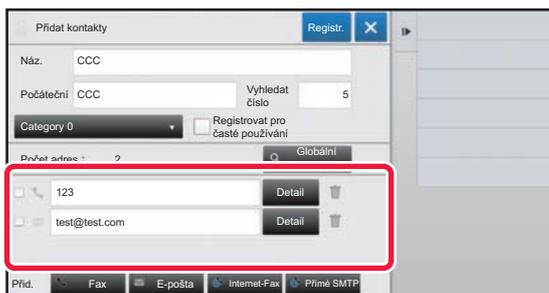 Přidat kontakty Registr.
Náz. CCC
Počáteční CCC Vyhledat číslo 5
Category 0 Registrovat pro časté používání
Počet adres : 2 Globální
123 Detail
test@test.com Detail
Přid. Fax E-pošta Internet-Fax Přímé SMTP